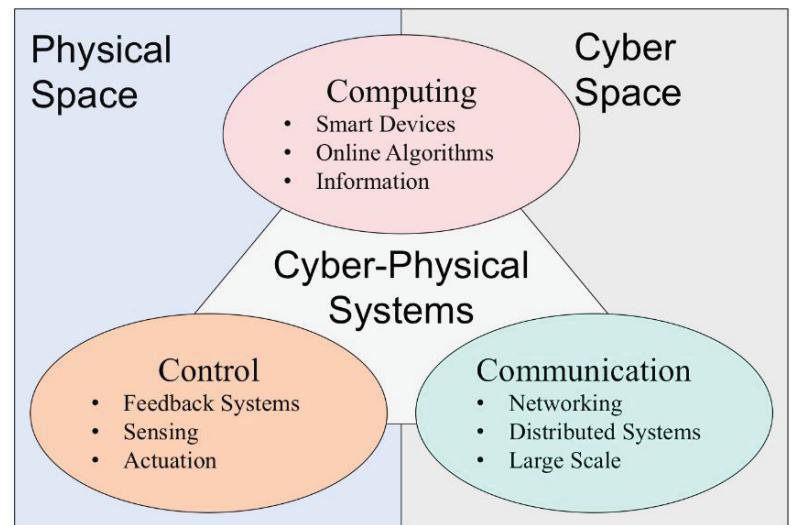 Physical
Space
Cyber
Space
Computing
• Smart Devices
• Online Algorithms
• Information
Cyber-Physical
Systems
Control
• Feedback Systems
• Sensing
• Actuation
Communication
• Networking
• Distributed Systems
• Large Scale